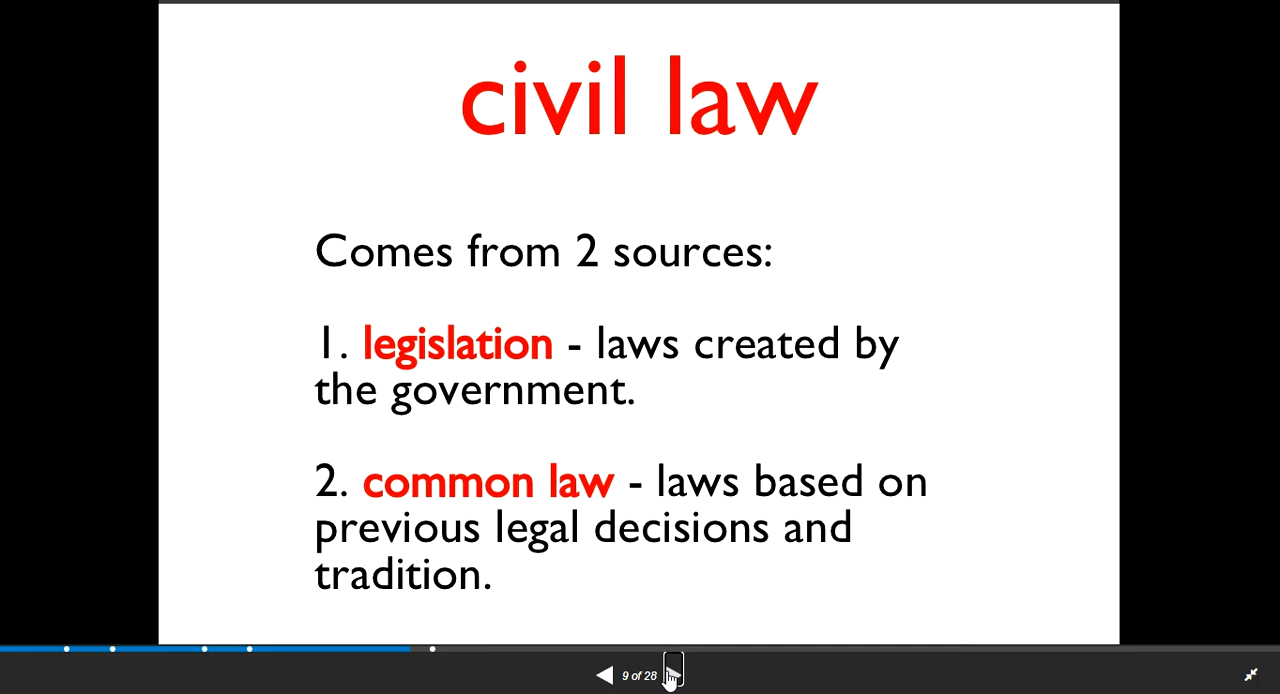 civil law
Comes from 2 sources:
1. legislation - laws created by
the government.
2. common law - laws based on
previous legal decisions and
tradition.
9 of 28